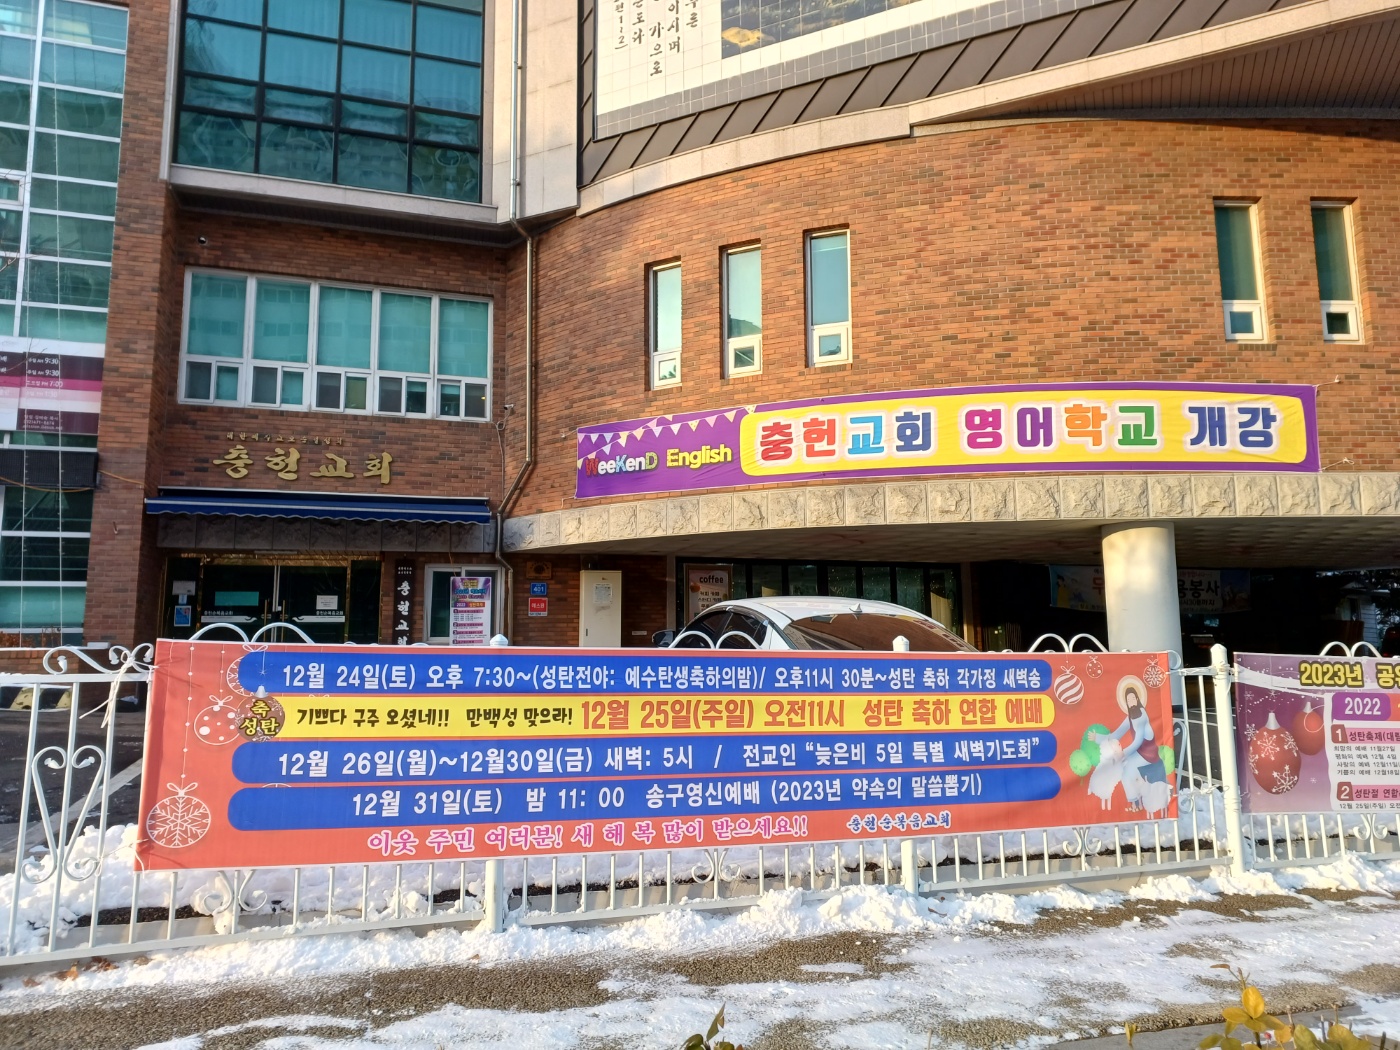 WeeKenD English 충헌교회 영어학교 개강
충헌교회
coffee
401
12월 24일(토) 오후 7:30~(성탄전야: 예수탄생축하의밤)/ 오후11시 30분~성탄 축하 각가정 새벽송
축
성탄
기쁘다 구주 오셨네!! 만백성 맞으라! 12월 25일(주일) 오전11시 성탄 축하 연합 예배
12월 26일(월)~12월30일(금) 새벽: 5시 / 전교인 “늦은비 5일 특별 새벽기도회”
12월 31일(토) 밤 11: 00 송구영신예배 (2023년 약속의 말씀뽑기)
이웃 주민 여러분! 새 해 복 많이 받으세요!!
충헌순복음교회
2023년
2022
1 성탄축제(대림
2 성탄절 연합